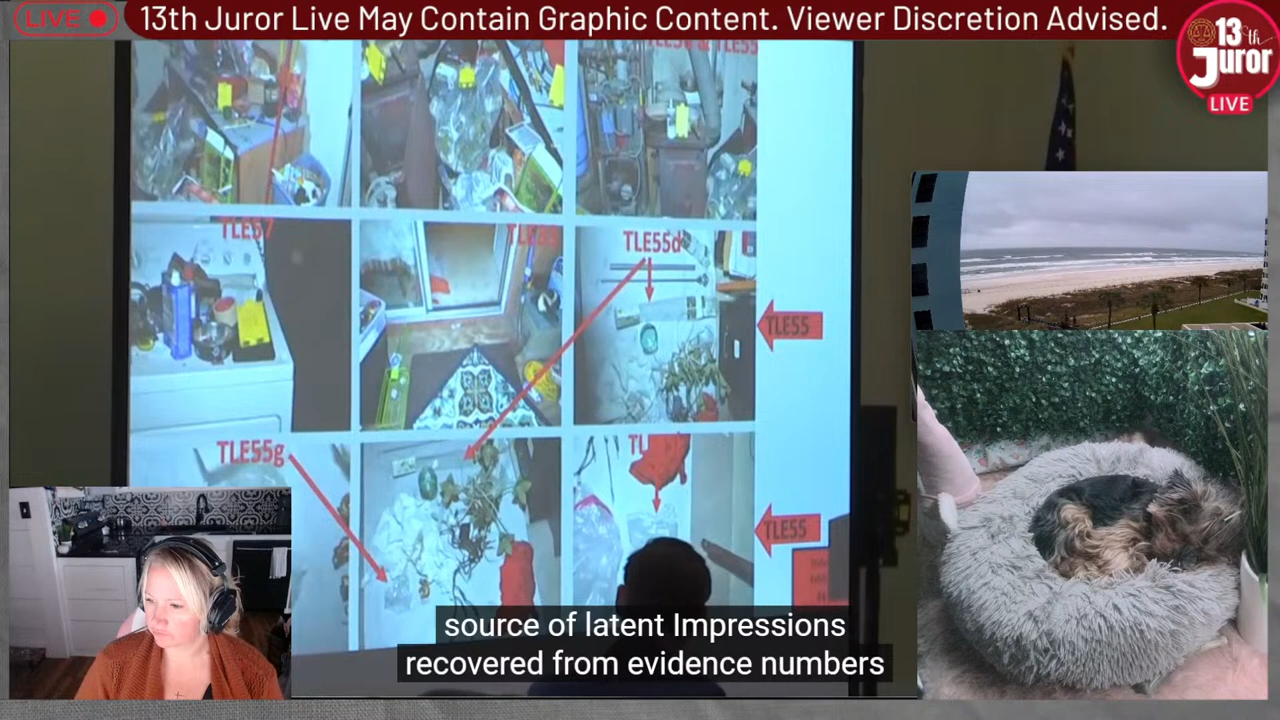 LIVE
13th Juror Live May Contain Graphic Content. Viewer Discretion Advised.
13th
Juror
LIVE
TLE57
TLE55d
TLE55
TLE55g
TLE55
source of latent Impressions
recovered from evidence numbers